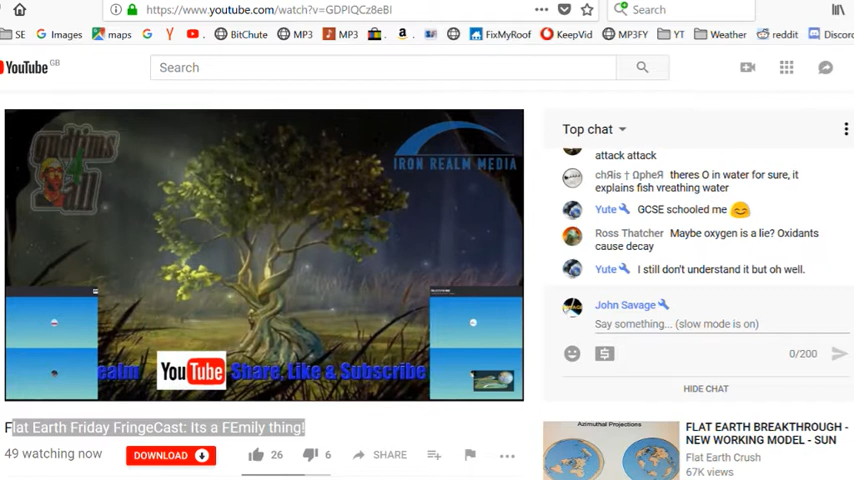 https://www.youtube.com/watch?v=GDPlQCz8eBI
Search
SE
Images
maps
BitChute
MP3
MP3
FixMyRoof
KeepVid
MP3FY
YT
Weather
reddit
Discord
YouTube GB
Search
gudtims
4
all
IRON REALM MEDIA
YouTube Share, Like & Subscribe
Top chat
attack attack
chЯis † ΩpheЯ theres O in water for sure, it
explains fish vreathing water
Yute GCSE schooled me
Ross Thatcher Maybe oxygen is a lie? Oxidants
cause decay
Yute I still don't understand it but oh well.
John Savage
Say something... (slow mode is on)
0/200
HIDE CHAT
Flat Earth Friday FringeCast: Its a FEmily thing!
49 watching now
DOWNLOAD
26
6
SHARE
Azimuthal Projections
FLAT EARTH BREAKTHROUGH -
NEW WORKING MODEL - SUN
Flat Earth Crush
67K views